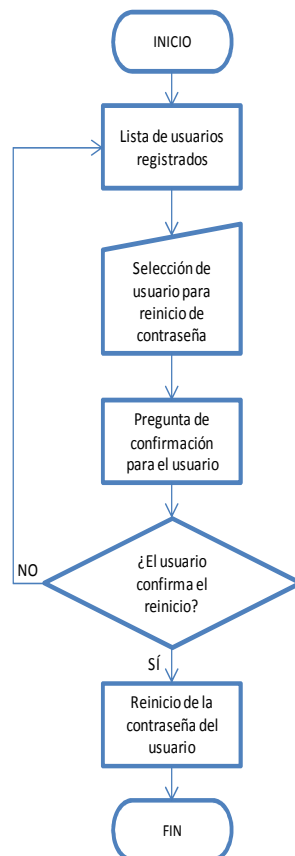 INICIO
Lista de usuarios
registrados
Selección de
usuario para
reinicio de
contraseña
Pregunta de
confirmación
para el usuario
¿El usuario
confirma el
reinicio?
NO
SÍ
Reinicio de la
contraseña del
usuario
FIN